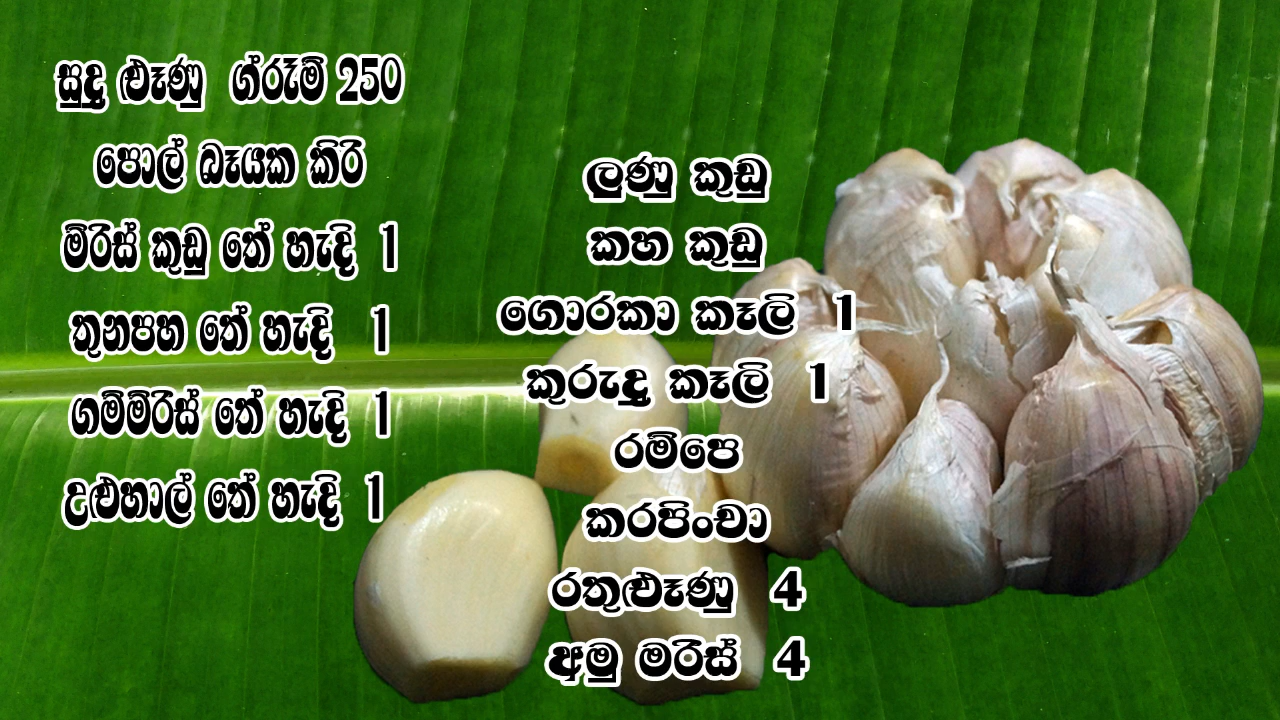 සුදු ළූණු ග්රෑම් 250
පොල් බෑයක කිරි
මිරිස් කුඩු තේ හැදි 1
තුනපහ තේ හැදි 1
ගම්මිරිස් තේ හැදි 1
උළුහාල් තේ හැදි 1
ලුණු කුඩු
කහ කුඩු
ගොරකා කෑලි 1
කුරුදු කෑලි 1
රම්පෙ
කරපිංචා
රතුළූණු 4
අමු මරිස් 4